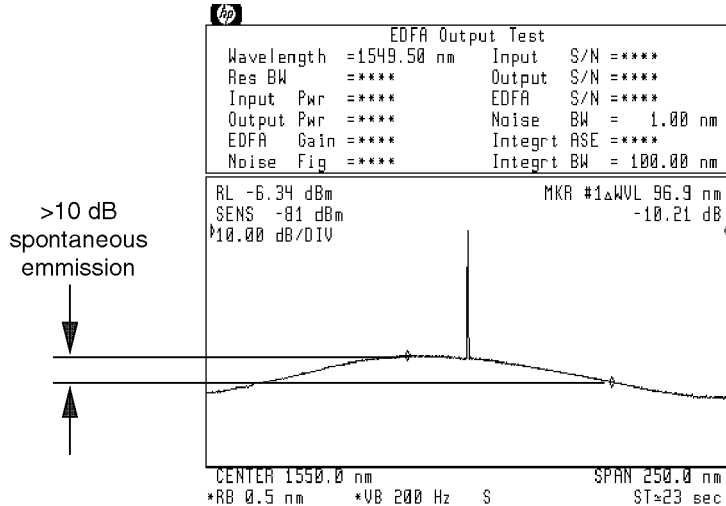 hp
EDFA Output Test
Wavelength =1549.50 nm Input S/N =****
Res BW =**** Output S/N =****
Input Pwr =**** EDFA S/N =****
Output Pwr =**** Noise BW = 1.00 nm
EDFA Gain =**** Integrt ASE =****
Noise Fig =**** Integrt BW = 100.00 nm
RL -6.34 dBm MKR #1△WVL 96.9 nm
SENS -81 dBm -10.21 dB
10.00 dB/DIV
>10 dB
spontaneous
emmission
CENTER 1550.0 nm SPAN 250.0 nm
*RB 0.5 nm *VB 200 Hz S ST≃23 sec